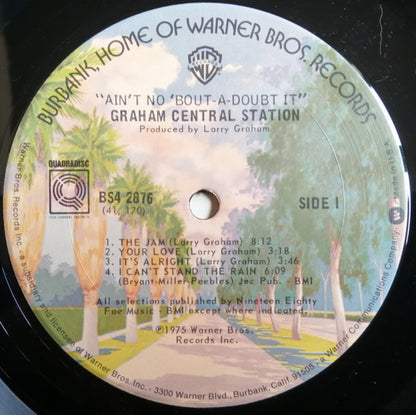 BURBANK, HOME OF WARNER BROS. RECORDS
"AIN'T NO 'BOUT-A-DOUBT IT"
GRAHAM CENTRAL STATION
Produced by Larry Graham
QUADRADISC
BS4 2876
(41,170)
SIDE 1
1. THE JAM (Larry Graham) 8:12
2. YOUR LOVE (Larry Graham) 3:18
3. IT'S ALRIGHT (Larry Graham)
4. I CAN'T STAND THE RAIN 6:09
(Bryant-Miller-Peebles) Jec Pub. - BMI
All selections published by Nineteen Eighty
Foe Music - BMI except where indicated.
℗©1975 Warner Bros.
Records Inc.
Warner Bros. Records Inc., a subsidiary and licensee of Warner Bros. Inc. - 3300 Warner Blvd., Burbank, Calif. 91505 - a Warner Communications Company. W Made in U.S.A.